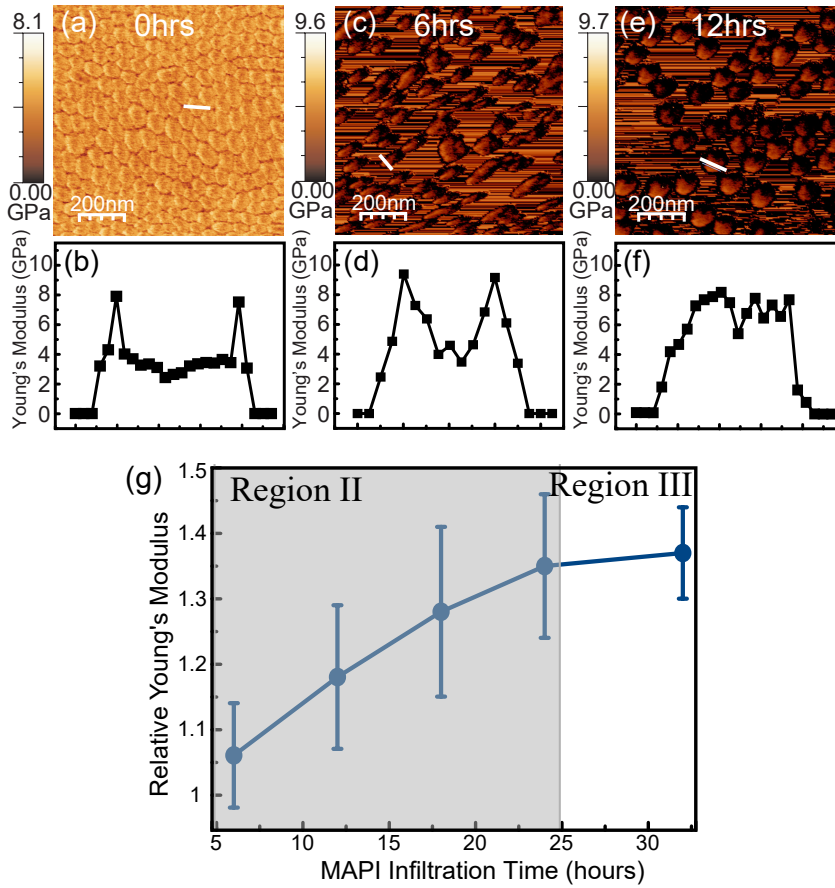 8.1
(a) 0hrs
0.00
GPa
200nm
9.6
(c) 6hrs
0.00
GPa
200nm
9.7
(e) 12hrs
0.00
GPa
200nm
Young's Modulus (GPa)
(b)
10
8
6
4
2
0
Young's Modulus (GPa)
(d)
10
8
6
4
2
0
Young's Modulus (GPa)
(f)
10
8
6
4
2
0
(g)
Region II
Region III
Relative Young's Modulus
1.5
1.4
1.3
1.2
1.1
1
5 10 15 20 25 30
MAPI Infiltration Time (hours)